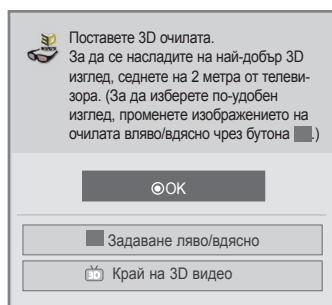 Поставете 3D очилата.
За да се насладите на най-добър 3D
изглед, седнете на 2 метра от телеви-
зора. (За да изберете по-удобен
изглед, променете изображението на
очилата вляво/вдясно чрез бутона .)
OK
Задаване ляво/вдясно
3D Край на 3D видео